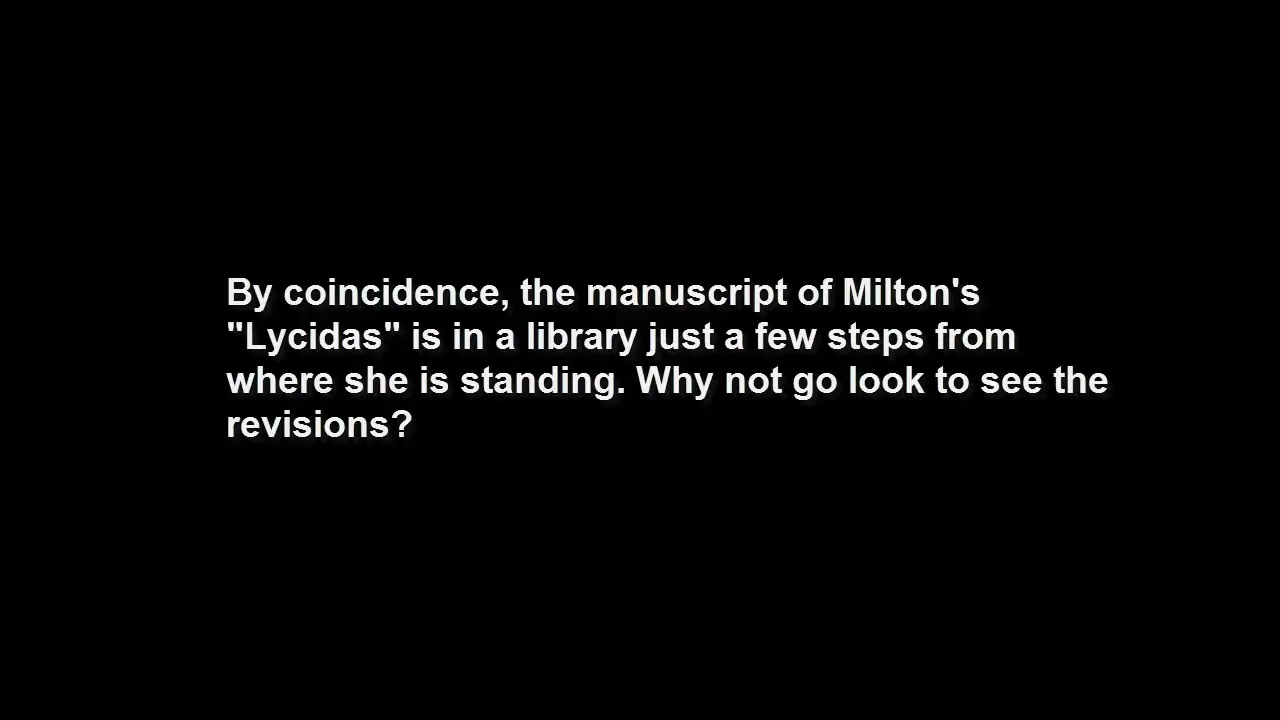 By coincidence, the manuscript of Milton's
"Lycidas" is in a library just a few steps from
where she is standing. Why not go look to see the
revisions?